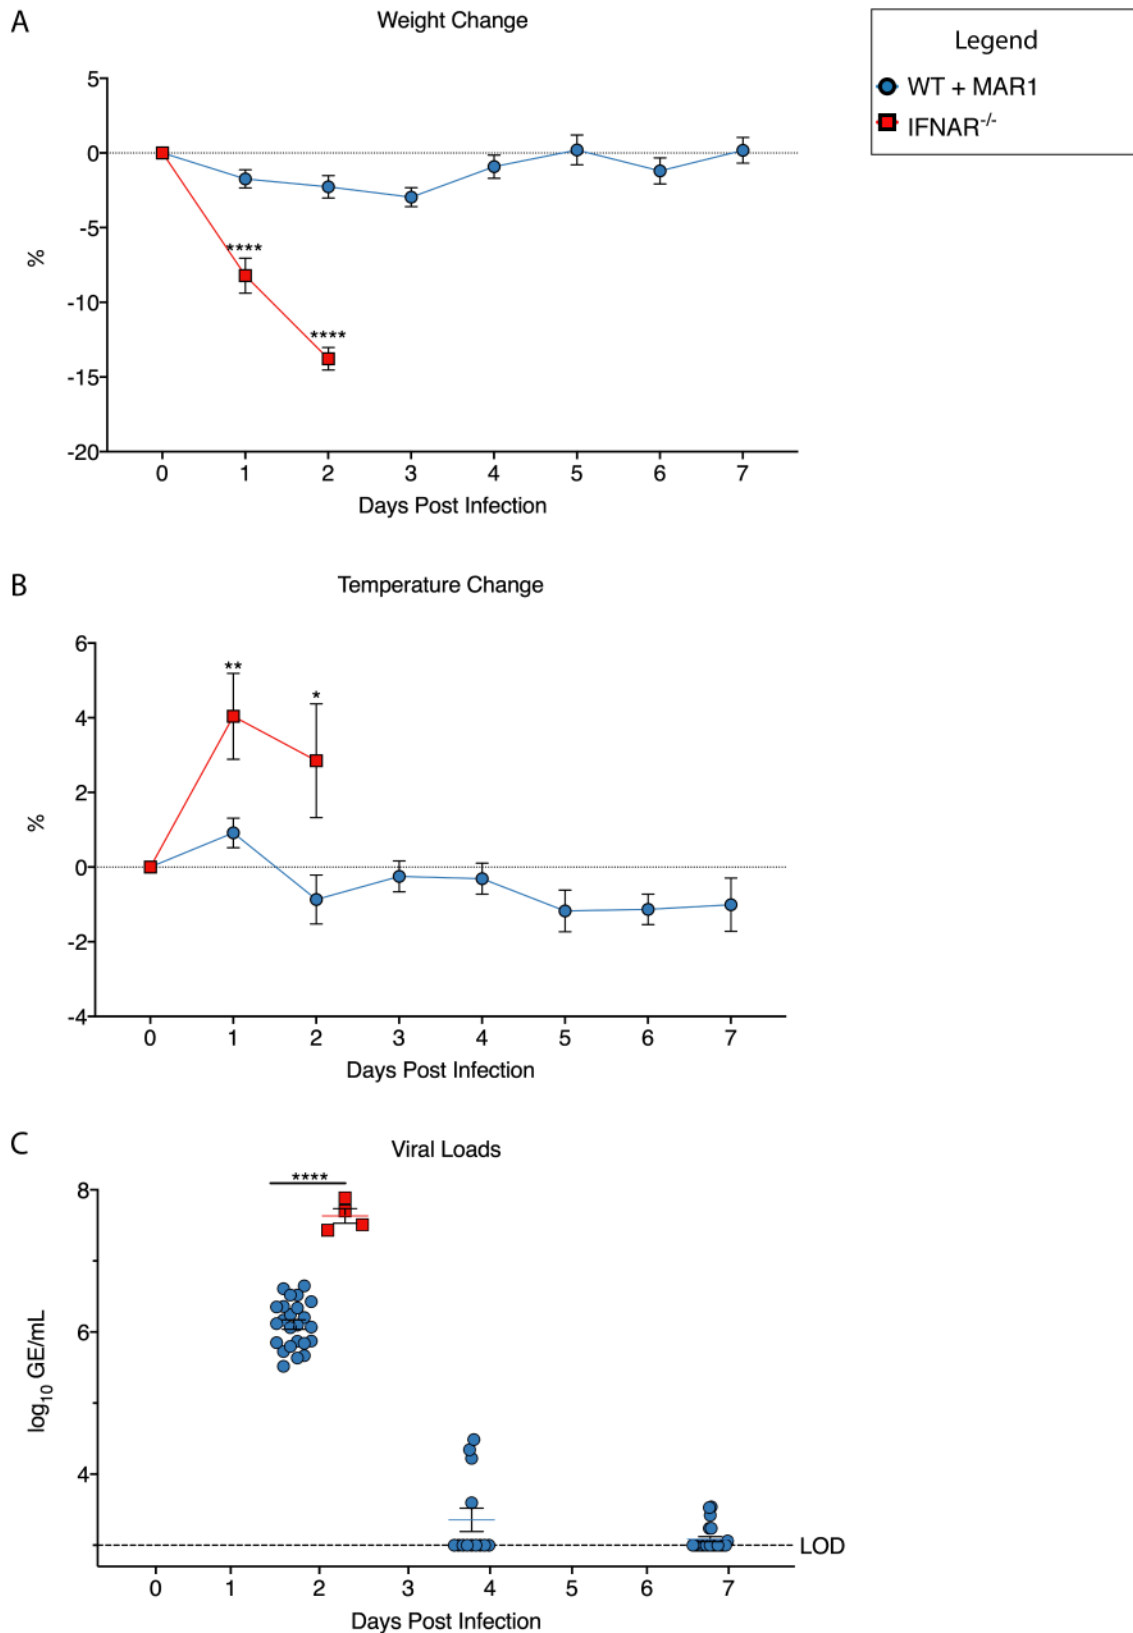 A
Weight Change
Legend
WT + MAR1
IFNAR-/-
5
0
-5
-10
-15
-20
%
****
****
0 1 2 3 4 5 6 7
Days Post Infection
B
Temperature Change
6
4
2
0
-2
-4
%
**
*
0 1 2 3 4 5 6 7
Days Post Infection
C
Viral Loads
8
6
4
log10 GE/mL
****
LOD
0 1 2 4 5 6 7
Days Post Infection